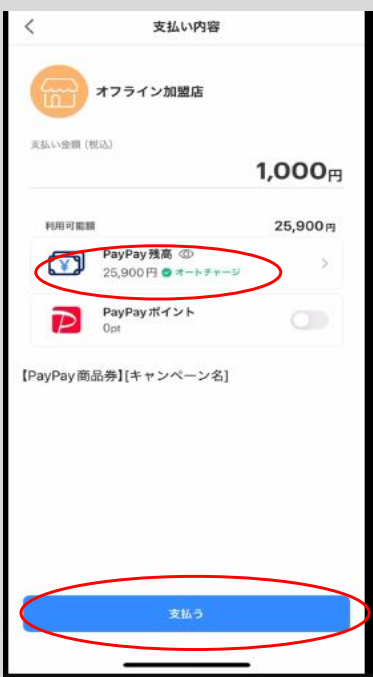 支払い内容
オフライン加盟店
支払い金額（税込）
1,000円
利用可能額 25,900円
PayPay残高
25,900円 オートチャージ
PayPayポイント
0pt
【PayPay商品券】[キャンペーン名]
支払う